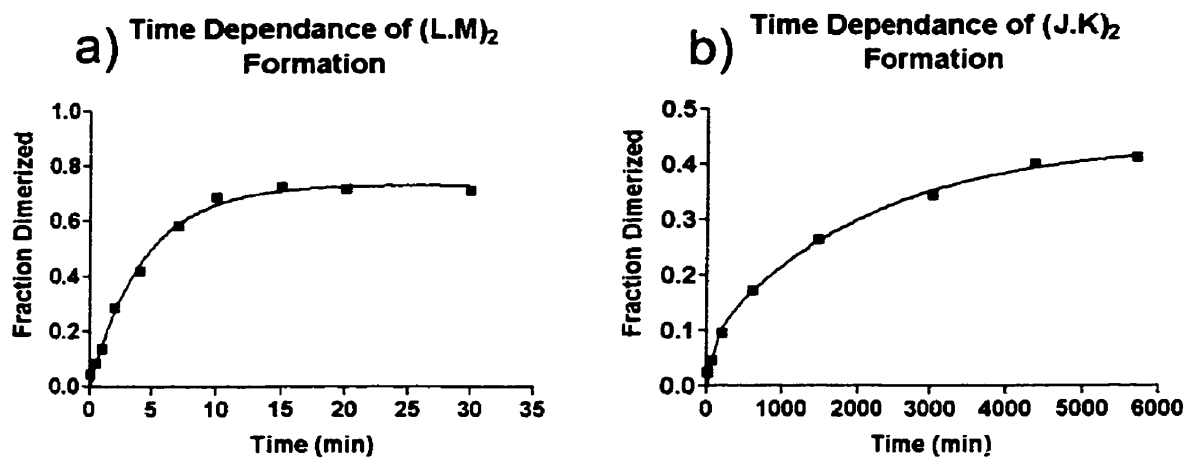 a)
Time Dependance of (L.M)₂
Formation
Fraction Dimerized
1.0
0.8
0.6
0.4
0.2
0.0
0 5 10 15 20 25 30 35
Time (min)
b)
Time Dependance of (J.K)₂
Formation
Fraction Dimerized
0.5
0.4
0.3
0.2
0.1
0.0
0 1000 2000 3000 4000 5000 6000
Time (min)